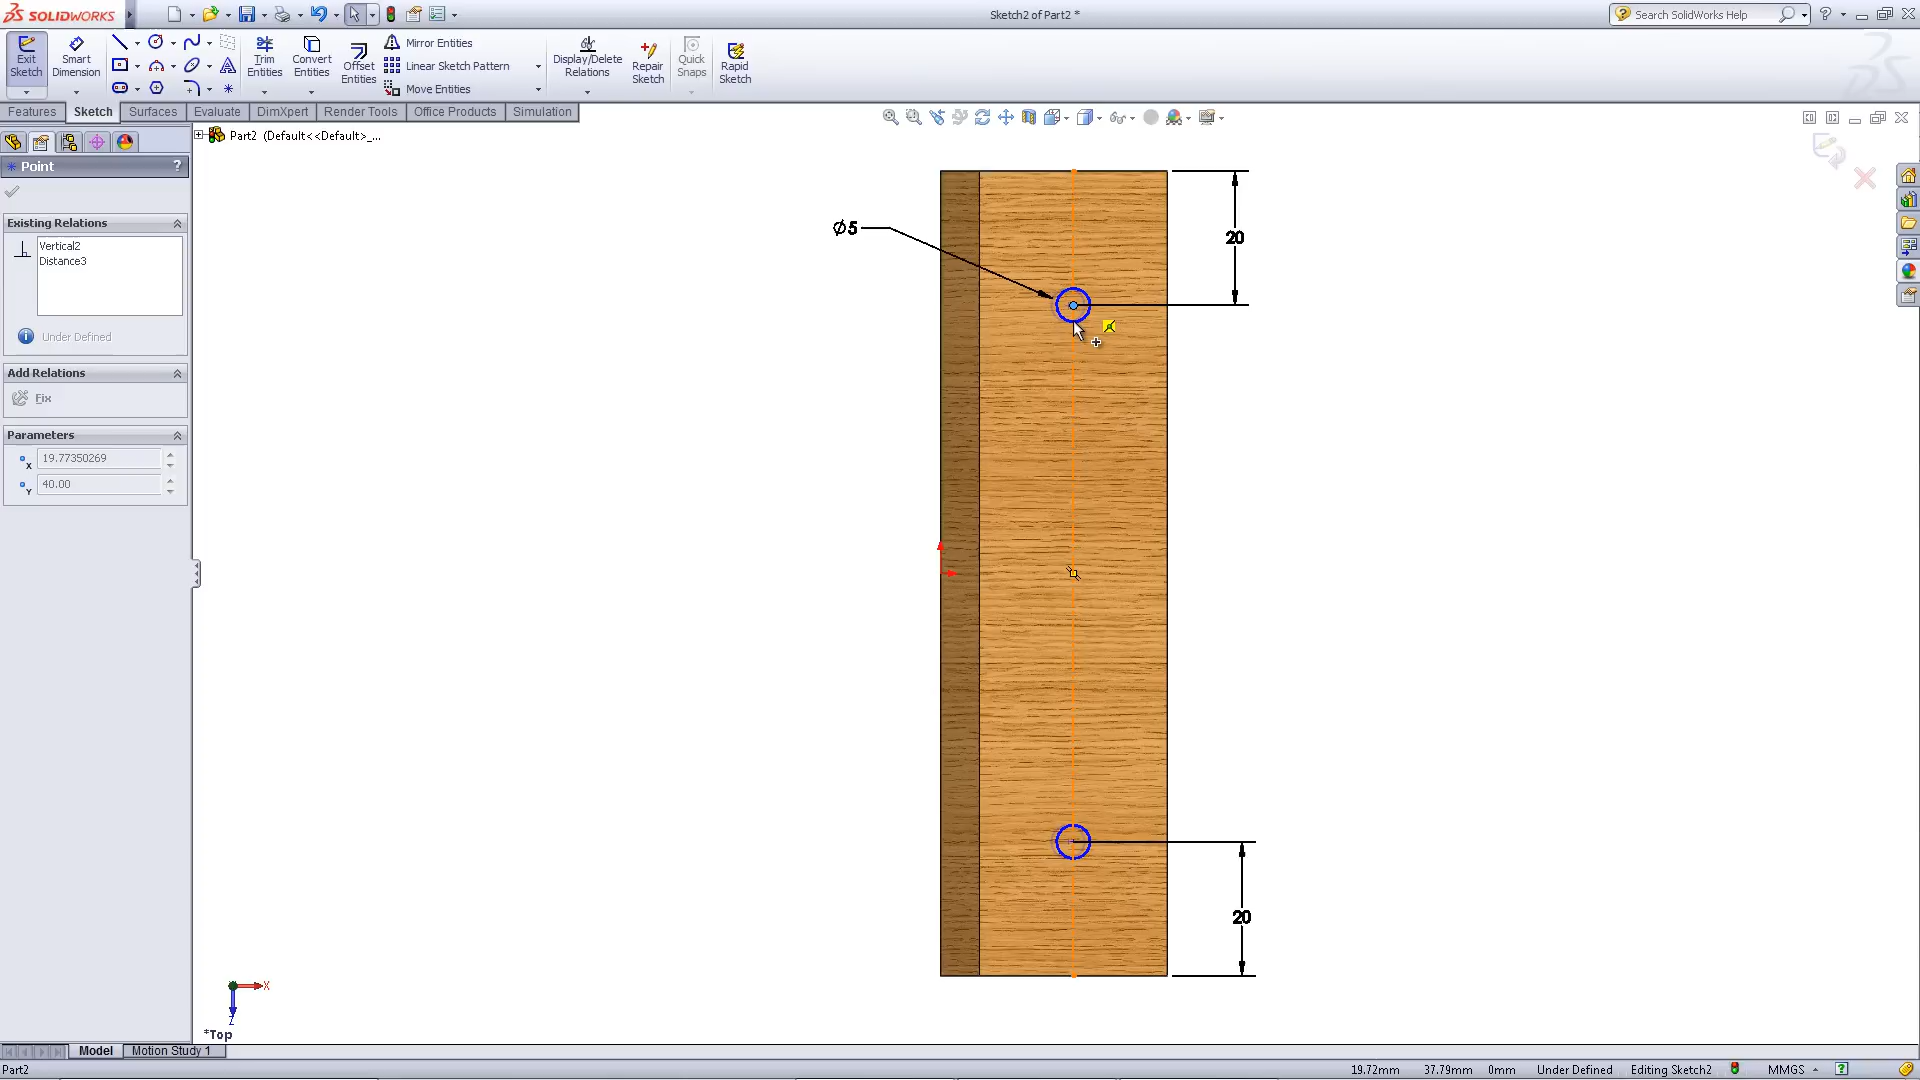 SOLIDWORKS
Sketch2 of Part2 *
Search SolidWorks Help
Exit Sketch
Smart Dimension
Trim Entities
Convert Entities
Offset Entities
Mirror Entities
Linear Sketch Pattern
Move Entities
Display/Delete Relations
Repair Sketch
Quick Snaps
Rapid Sketch
Features
Sketch
Surfaces
Evaluate
DimXpert
Render Tools
Office Products
Simulation
Part2 (Default<<Default>_...
Point
?
Existing Relations
Vertical2
Distance3
Under Defined
Add Relations
Fix
Parameters
x 19.77350269
Y 40.00
Ø5
20
20
X
Z
*Top
Model
Motion Study 1
Part2
19.72mm
37.79mm
0mm
Under Defined
Editing Sketch2
MMGS